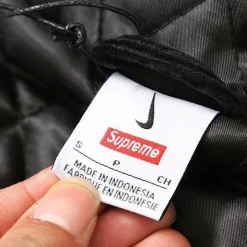 Supreme
S P CH
MADE IN INDONESIA
FABRIQUÉ EN INDONESIE